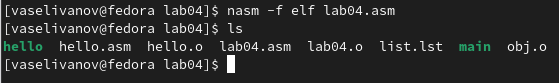 [vaselivanov@fedora lab04]$ nasm -f elf lab04.asm
[vaselivanov@fedora lab04]$ ls
hello hello.asm hello.o lab04.asm lab04.o list.lst main obj.o
[vaselivanov@fedora lab04]$